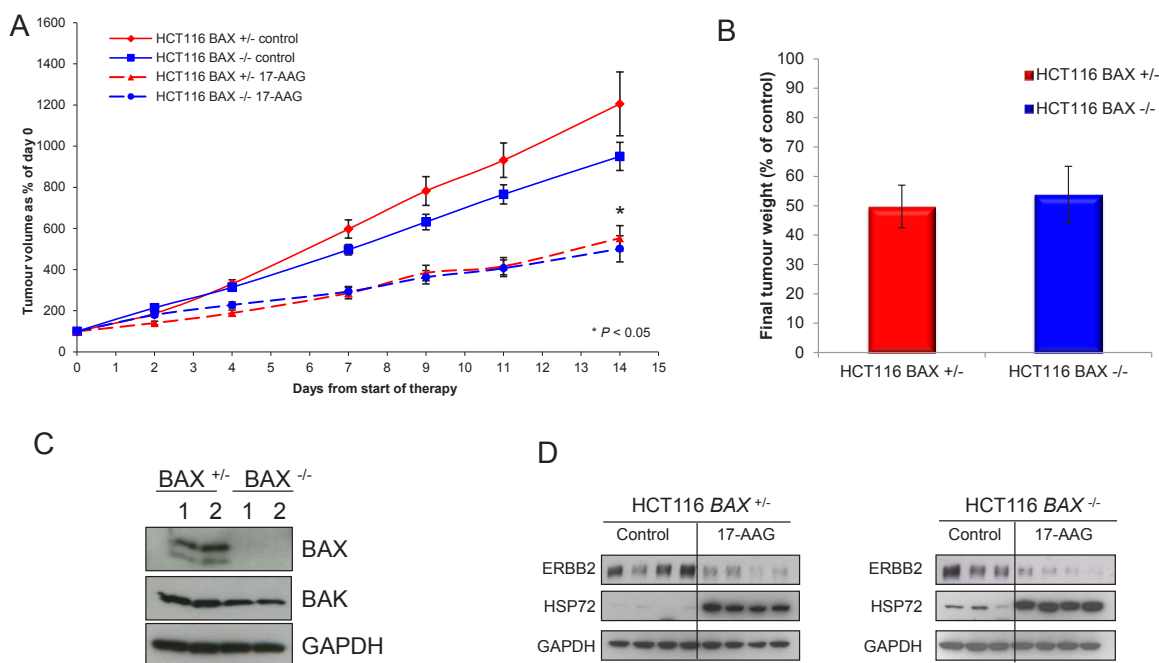 A
HCT116 BAX +/- control
HCT116 BAX -/- control
HCT116 BAX +/- 17-AAG
HCT116 BAX -/- 17-AAG
Tumour volume as % of day 0
1600
1400
1200
1000
800
600
400
200
0
*
* P < 0.05
0 1 2 3 4 5 6 7 8 9 10 11 12 13 14 15
Days from start of therapy
B
HCT116 BAX +/-
HCT116 BAX -/-
Final tumour weight (% of control)
100
90
80
70
60
50
40
30
20
10
0
HCT116 BAX +/- HCT116 BAX -/-
C
BAX +/- BAX -/-
1 2 1 2
BAX
BAK
GAPDH
D
HCT116 BAX +/-
Control 17-AAG
ERBB2
HSP72
GAPDH
HCT116 BAX -/-
Control 17-AAG
ERBB2
HSP72
GAPDH